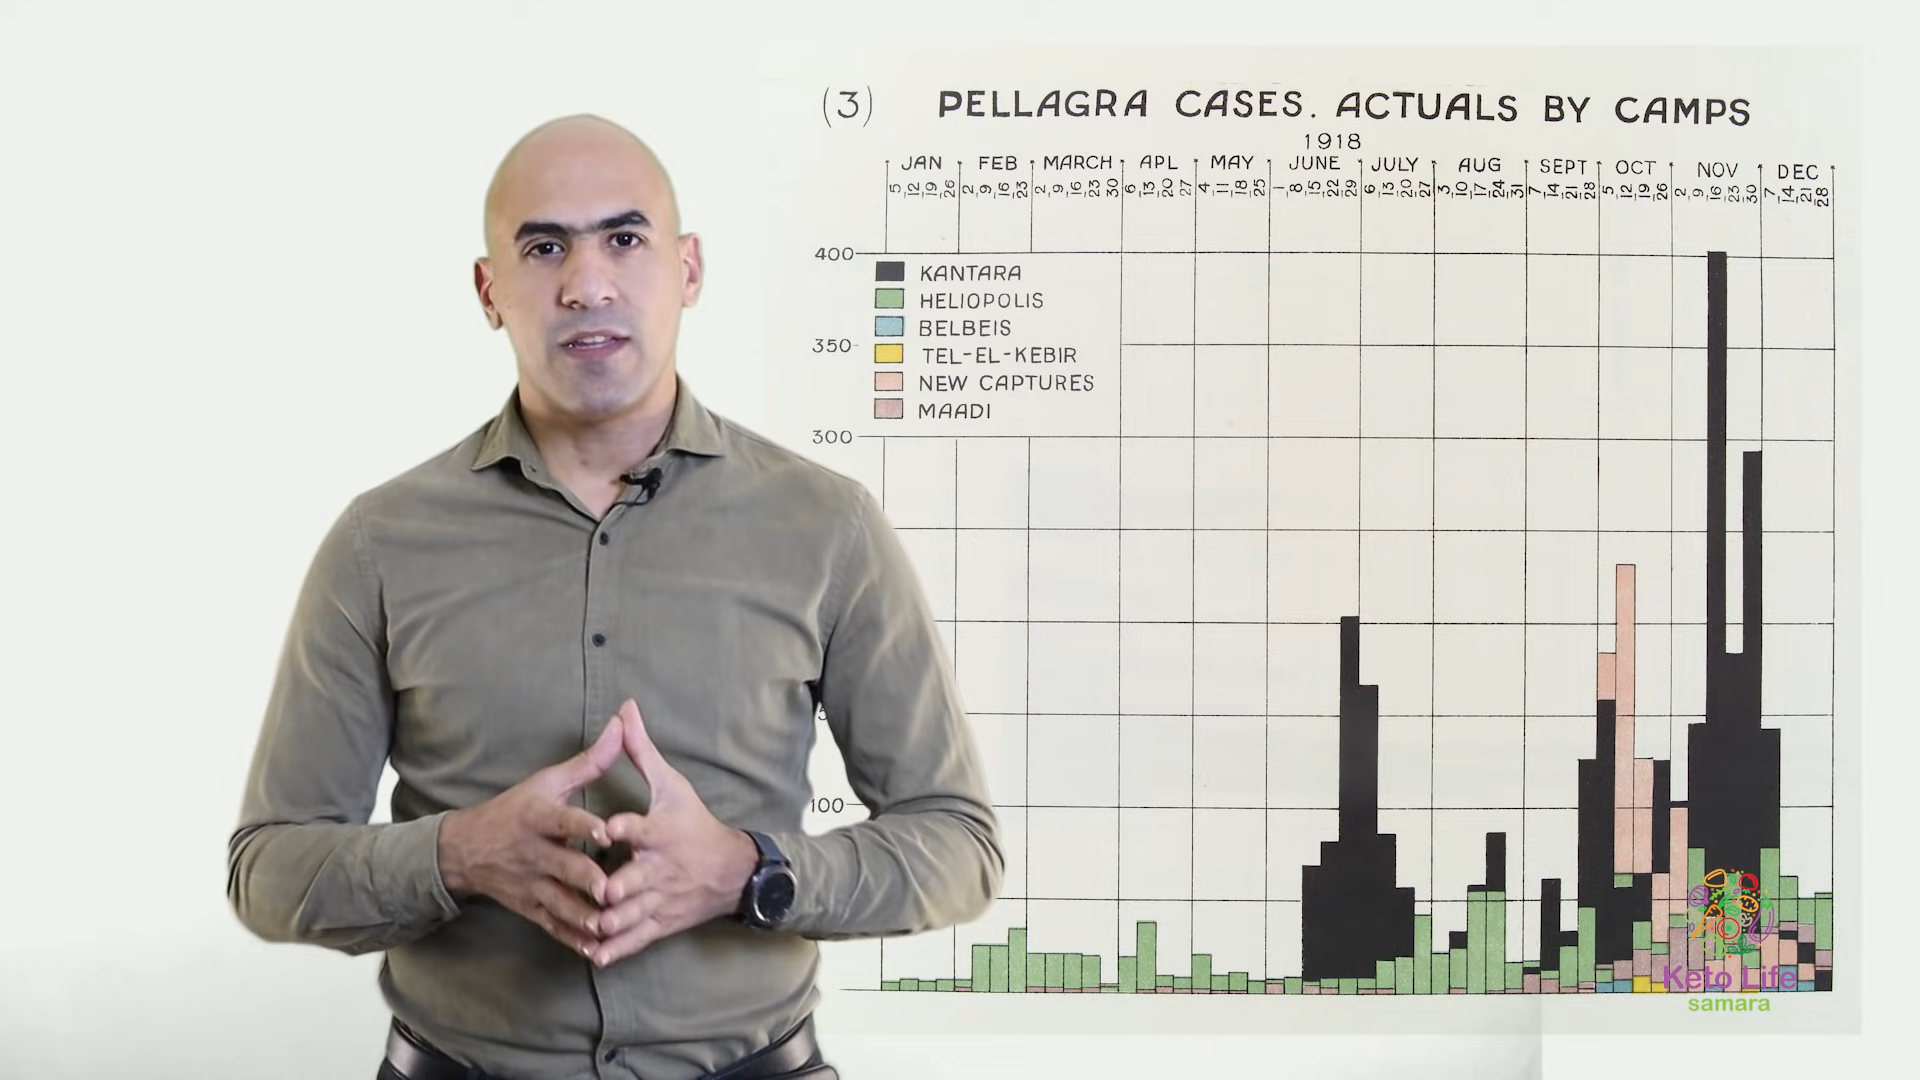 (3) PELLAGRA CASES. ACTUALS BY CAMPS
1918
JAN FEB MARCH APL MAY JUNE JULY AUG SEPT OCT NOV DEC
5 12 19 26 2 9 16 23 2 9 16 23 30 6 13 20 27 4 11 18 25 1 8 15 22 29 6 13 20 27 3 10 17 24 31 7 14 21 28 5 12 19 26 2 9 16 23 30 7 14 21 28
400
KANTARA
HELIOPOLIS
BELBEIS
350
TEL-EL-KEBIR
NEW CAPTURES
MAADI
300
100
Keto Life
samara